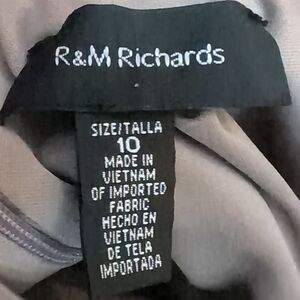 R&M Richards
SIZE/TALLA
10
MADE IN
VIETNAM
OF IMPORTED
FABRIC
HECHO EN
VIETNAM
DE TELA
IMPORTADA